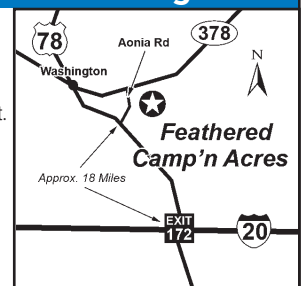 78
Aonia Rd
378
N
Washington
t.
Feathered
Camp'n Acres
Approx. 18 Miles
EXIT
172
20